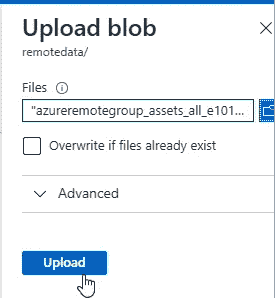 Upload blob
remotedata/
Files
"azureremotegroup_assets_all_e101...
Overwrite if files already exist
Advanced
Upload